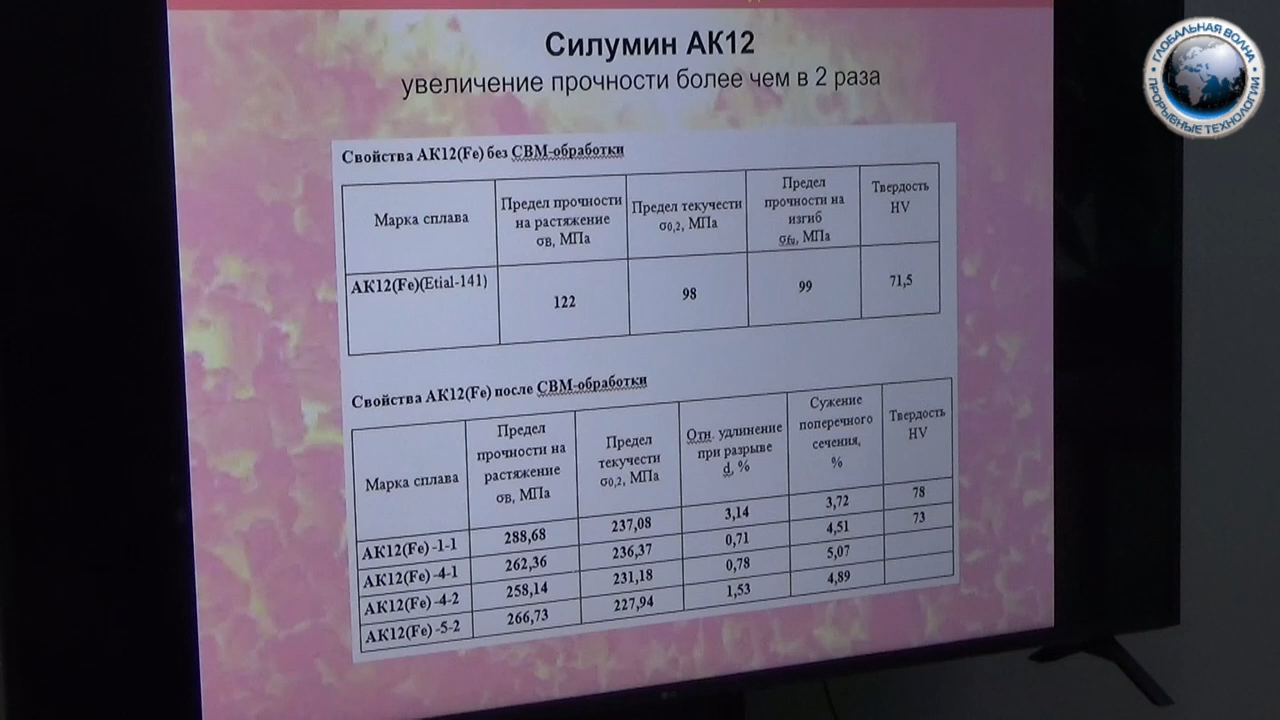 Силумин АК12
увеличение прочности более чем в 2 раза
ГЛОБАЛЬНАЯ ВОЛНА
ПРОРЫВНЫЕ ТЕХНОЛОГИИ
Свойства АК12(Fe) без СВМ-обработки
Марка сплава
Предел прочности
на растяжение
σв, МПа
Предел текучести
σ0,2, МПа
Предел
прочности на
изгиб
σfu, МПа
Твердость
HV
АК12(Fe)(Etial-141)
122
98
99
71,5
Свойства АК12(Fe) после СВМ-обработки
Марка сплава
Предел
прочности на
растяжение
σв, МПа
Предел
текучести
σ0,2, МПа
Отн. удлинение
при разрыве
d, %
Сужение
поперечного
сечения,
%
Твердость
HV
АК12(Fe) -1-1
288,68
237,08
3,14
3,72
78
АК12(Fe) -4-1
262,36
236,37
0,71
4,51
73
АК12(Fe) -4-2
258,14
231,18
0,78
5,07
АК12(Fe) -5-2
266,73
227,94
1,53
4,89
LG